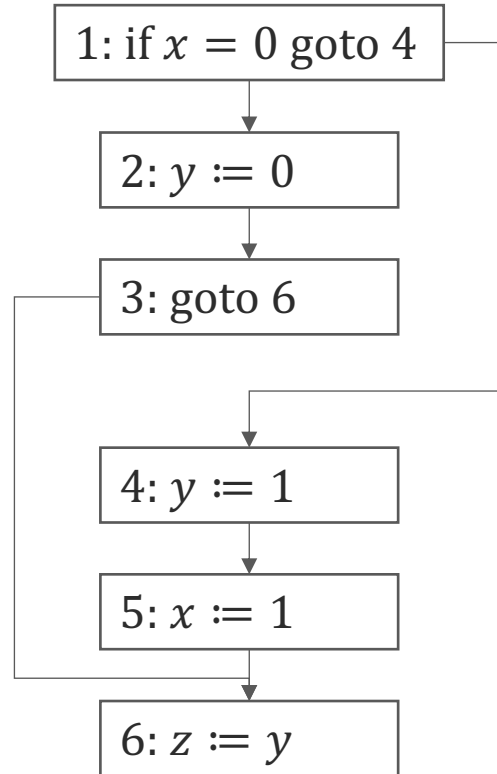 1: if x = 0 goto 4
2: y ≔ 0
3: goto 6
4: y ≔ 1
5: x ≔ 1
6: z ≔ y